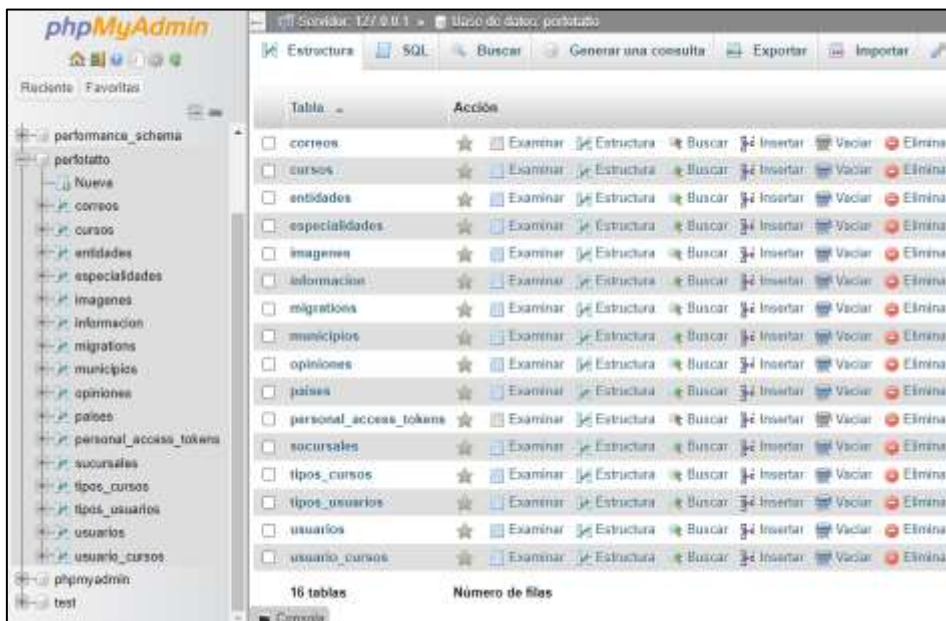 phpMyAdmin
Reciente Favoritas
performance_schema
perfotatto
Nueva
correos
cursos
entidades
especialidades
imagenes
informacion
migrations
municipios
opiniones
paises
personal_access_tokens
sucursales
tipos_cursos
tipos_usuarios
usuarios
usuario_cursos
phpmyadmin
test
Servidor: 127.0.0.1 » Base de datos: perfotatto
Estructura SQL Buscar Generar una consulta Exportar Importar
Tabla Acción
correos Examinar Estructura Buscar Insertar Vaciar Elimina
cursos Examinar Estructura Buscar Insertar Vaciar Elimina
entidades Examinar Estructura Buscar Insertar Vaciar Elimina
especialidades Examinar Estructura Buscar Insertar Vaciar Elimina
imagenes Examinar Estructura Buscar Insertar Vaciar Elimina
informacion Examinar Estructura Buscar Insertar Vaciar Elimina
migrations Examinar Estructura Buscar Insertar Vaciar Elimina
municipios Examinar Estructura Buscar Insertar Vaciar Elimina
opiniones Examinar Estructura Buscar Insertar Vaciar Elimina
paises Examinar Estructura Buscar Insertar Vaciar Elimina
personal_access_tokens Examinar Estructura Buscar Insertar Vaciar Elimina
sucursales Examinar Estructura Buscar Insertar Vaciar Elimina
tipos_cursos Examinar Estructura Buscar Insertar Vaciar Elimina
tipos_usuarios Examinar Estructura Buscar Insertar Vaciar Elimina
usuarios Examinar Estructura Buscar Insertar Vaciar Elimina
usuario_cursos Examinar Estructura Buscar Insertar Vaciar Elimina
16 tablas Número de filas
Consola